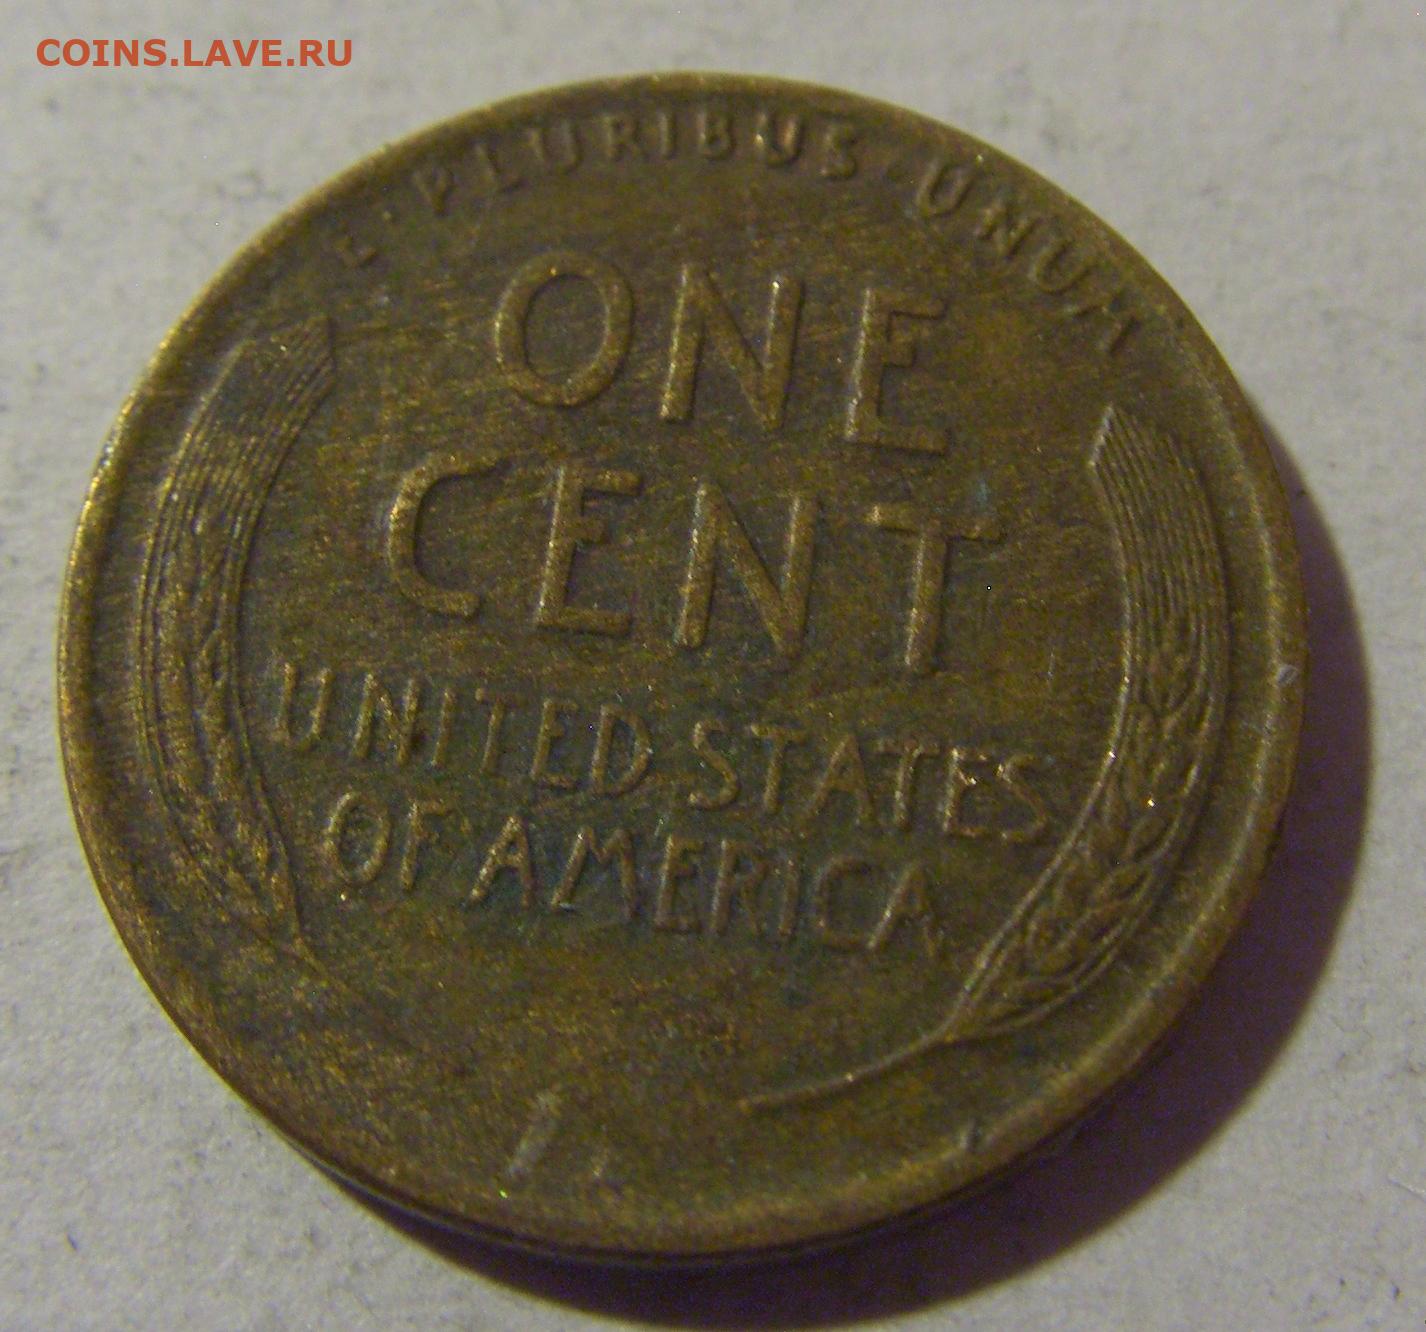 COINS.LAVE.RU
E·PLURIBUS·UNUM
ONE
CENT
UNITED STATES
OF AMERICA